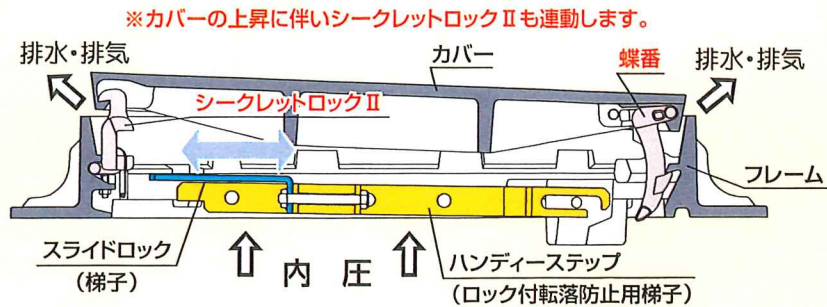 ※カバーの上昇に伴いシークレットロックⅡも連動します。
排水・排気
カバー
蝶番
排水・排気
シークレットロックⅡ
フレーム
スライドロック
（梯子）
内 圧
ハンディーステップ
（ロック付転落防止用梯子）